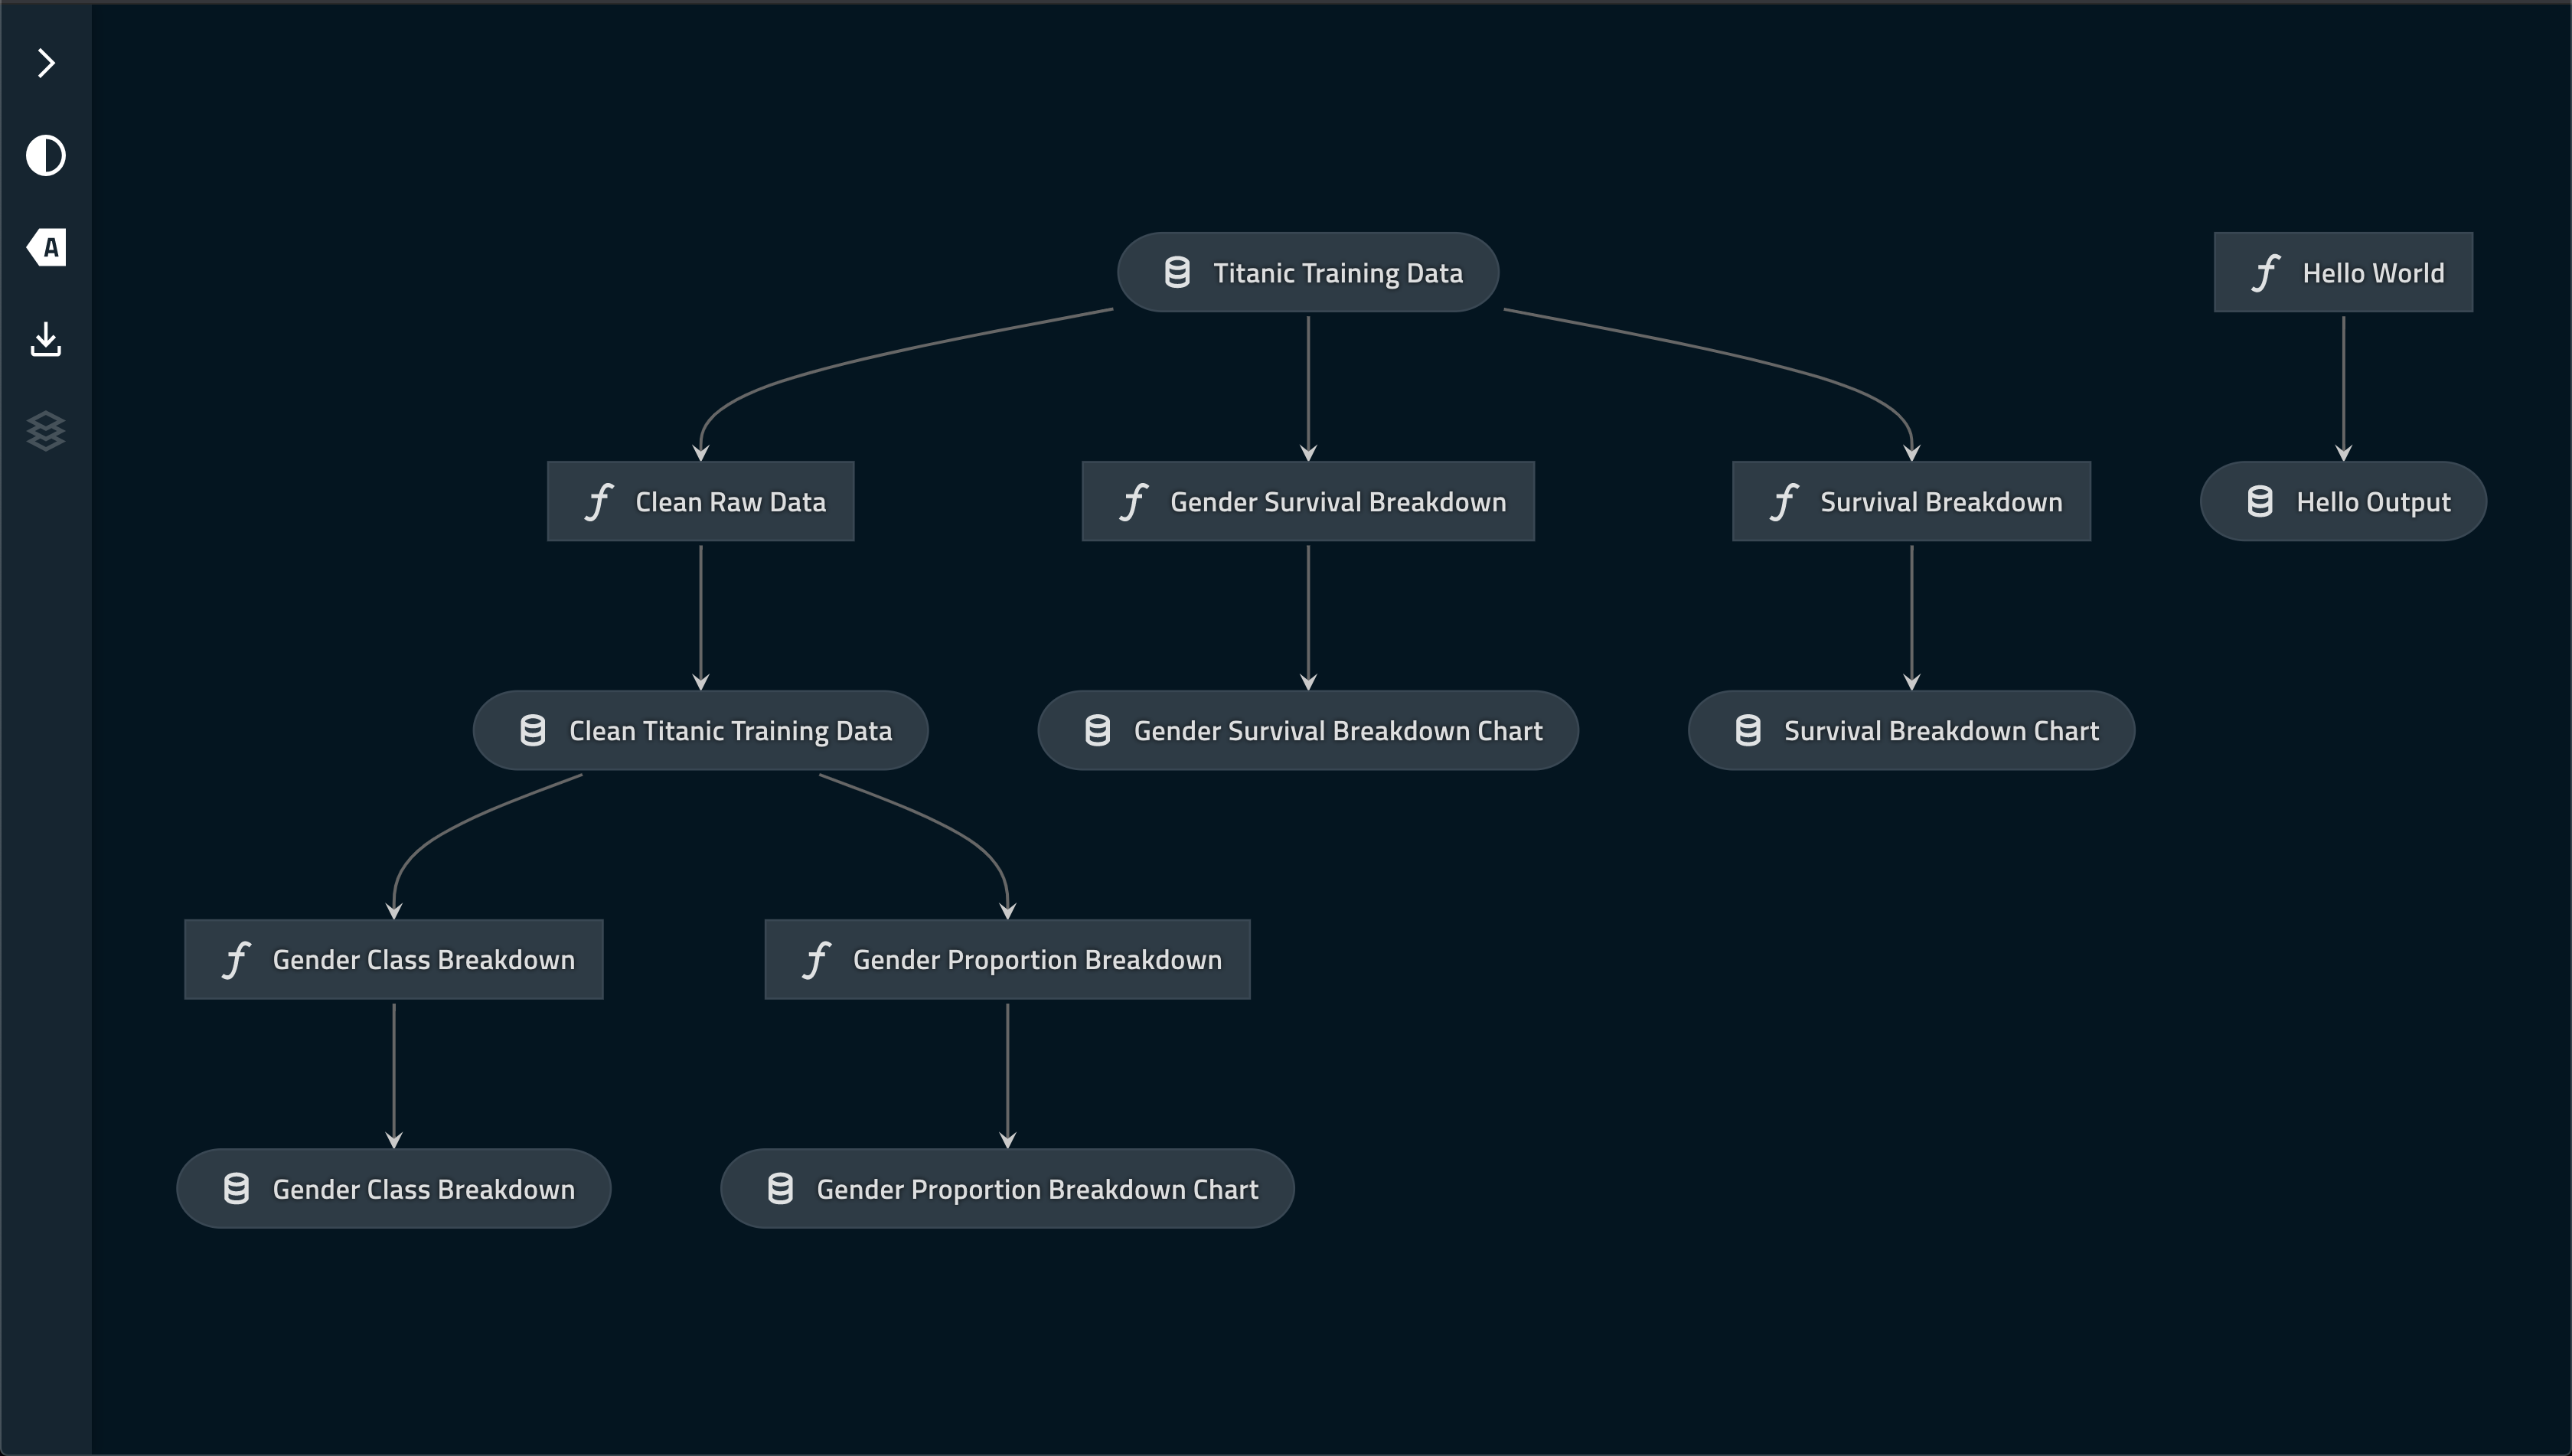 A
Titanic Training Data
Hello World
Clean Raw Data
Gender Survival Breakdown
Survival Breakdown
Hello Output
Clean Titanic Training Data
Gender Survival Breakdown Chart
Survival Breakdown Chart
Gender Class Breakdown
Gender Proportion Breakdown
Gender Class Breakdown
Gender Proportion Breakdown Chart